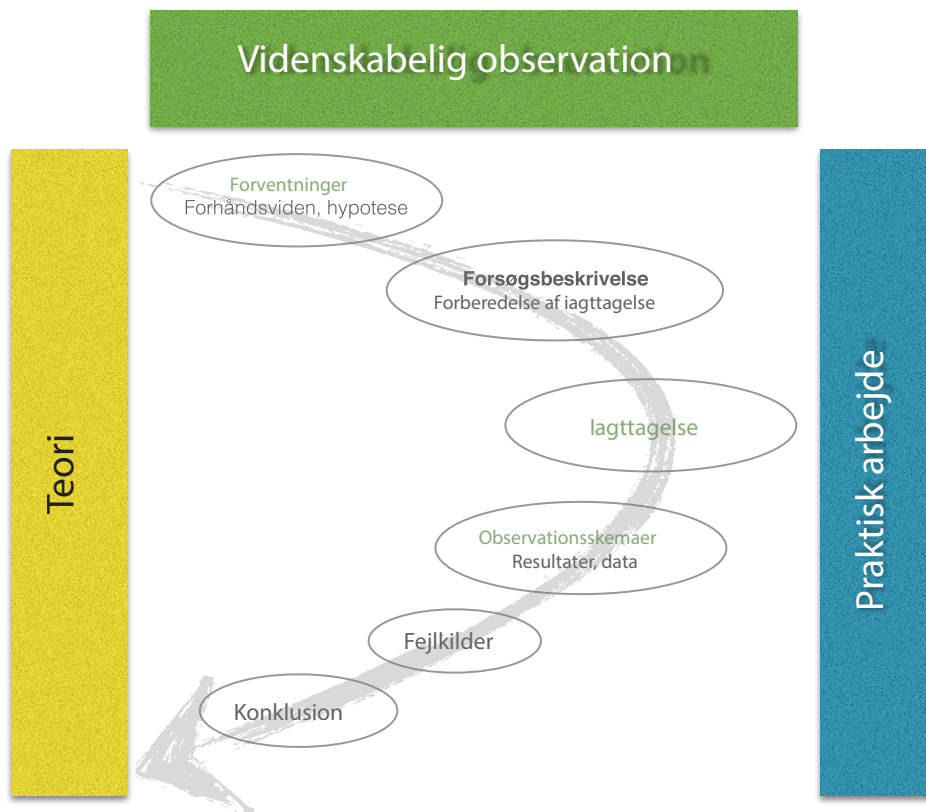 Videnskabelig observation
Forventninger
Forhåndsviden, hypotese
Forsøgsbeskrivelse
Forberedelse af iagttagelse
Iagttagelse
Observationsskemaer
Resultater, data
Fejlkilder
Konklusion
Teori
Praktisk arbejde